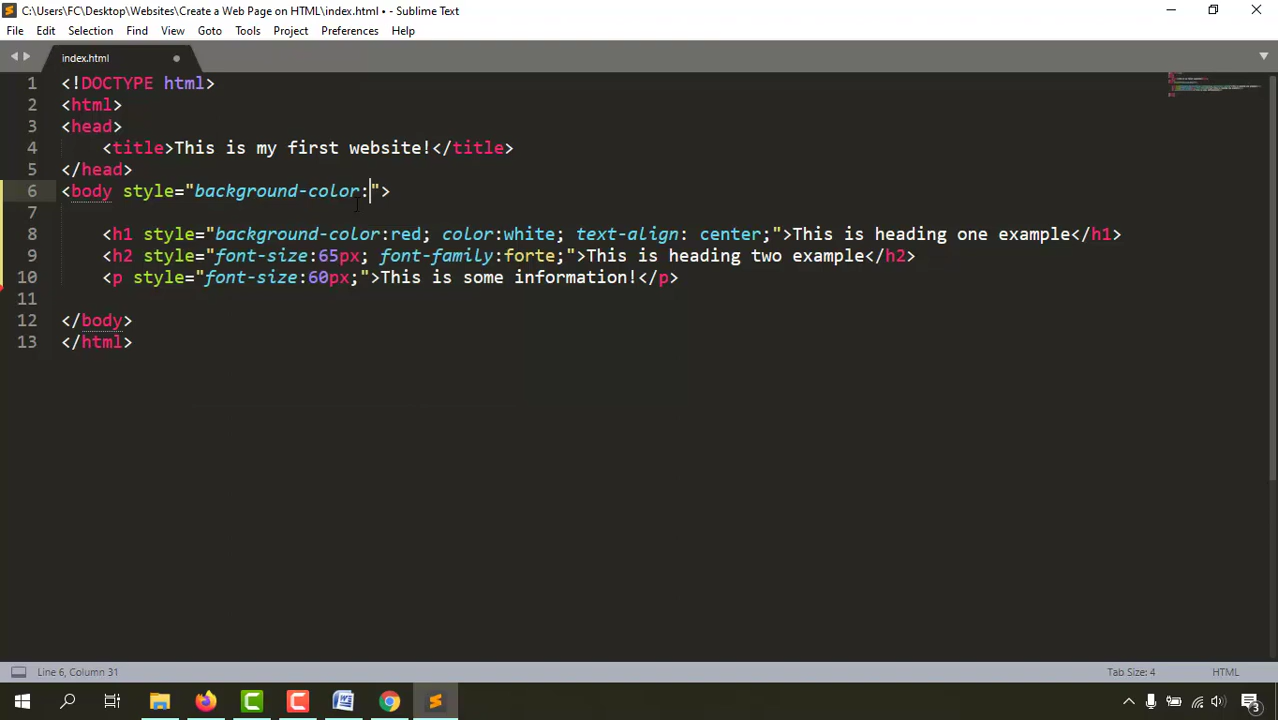 C:\Users\FC\Desktop\Websites\Create a Web Page on HTML\index.html • - Sublime Text
File Edit Selection Find View Goto Tools Project Preferences Help
index.html
1 <!DOCTYPE html>
2 <html>
3 <head>
4 <title>This is my first website!</title>
5 </head>
6 <body style="background-color:">
7
8 <h1 style="background-color:red; color:white; text-align: center;">This is heading one example</h1>
9 <h2 style="font-size:65px; font-family:forte;">This is heading two example</h2>
10 <p style="font-size:60px;">This is some information!</p>
11
12 </body>
13 </html>
Line 6, Column 31 Tab Size: 4 HTML
3